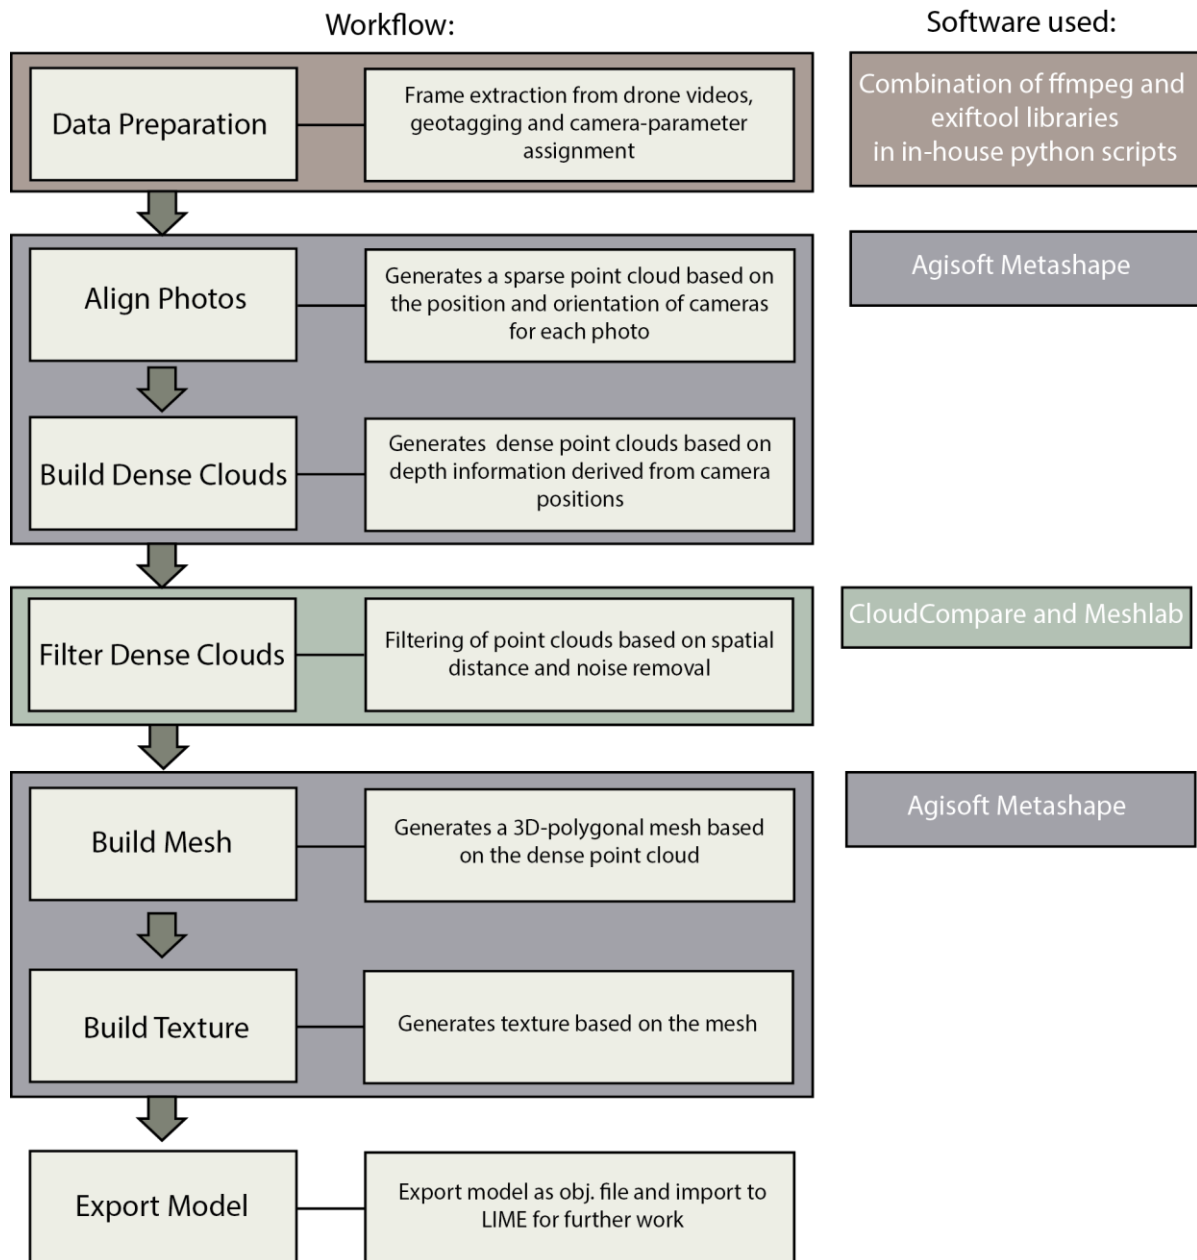 Workflow:
Software used:
Data Preparation
Frame extraction from drone videos,
geotagging and camera-parameter
assignment
Combination of ffmpeg and
exiftool libraries
in in-house python scripts
Align Photos
Generates a sparse point cloud based on
the position and orientation of cameras
for each photo
Agisoft Metashape
Build Dense Clouds
Generates  dense point clouds based on
depth information derived from camera
positions
Filter Dense Clouds
Filtering of point clouds based on spatial
distance and noise removal
CloudCompare and Meshlab
Build Mesh
Generates a 3D-polygonal mesh based
on the dense point cloud
Agisoft Metashape
Build Texture
Generates texture based on the mesh
Export Model
Export model as obj. file and import to
LIME for further work